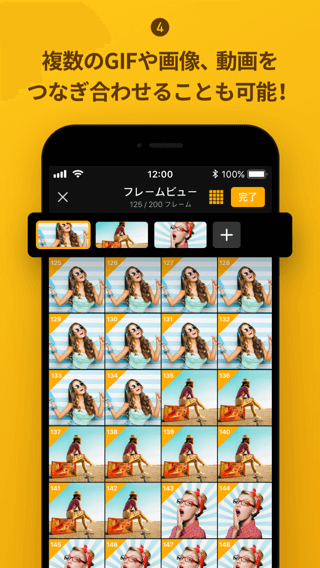 4
複数のGIFや画像、動画を
つなぎ合わせることも可能！
12:00
100%
フレームビュー
125 / 200 フレーム
完了
125 126 127 128
129 130 131 132
133 134 135 136
137 138 139 140
141 142 143 144
145 146 147 148